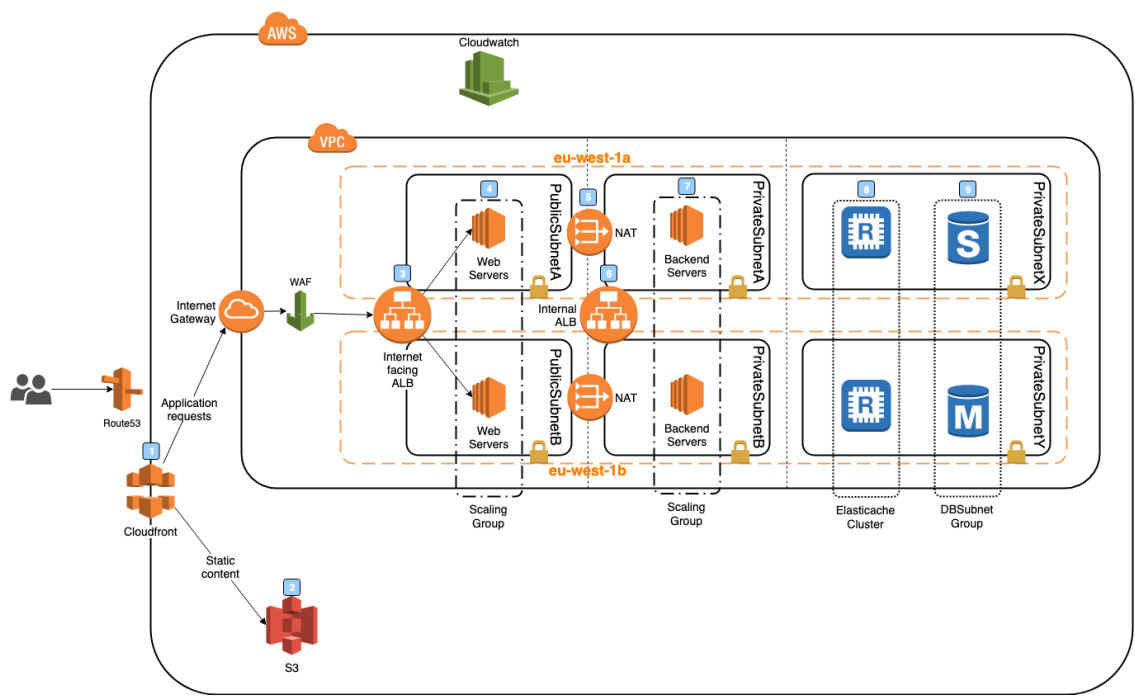 AWS
Cloudwatch
VPC
eu-west-1a
4
5
7
8
9
PublicSubnetA
PrivateSubnetA
PrivateSubnetX
R
S
NAT
Web
Servers
Backend
Servers
3
6
WAF
Internet
Gateway
Internal
ALB
Internet
facing
ALB
PublicSubnetB
PrivateSubnetB
PrivateSubnetY
R
M
NAT
Web
Servers
Backend
Servers
Application
requests
Route53
1
eu-west-1b
Scaling
Group
Scaling
Group
Elasticache
Cluster
DBSubnet
Group
Cloudfront
Static
content
2
S3